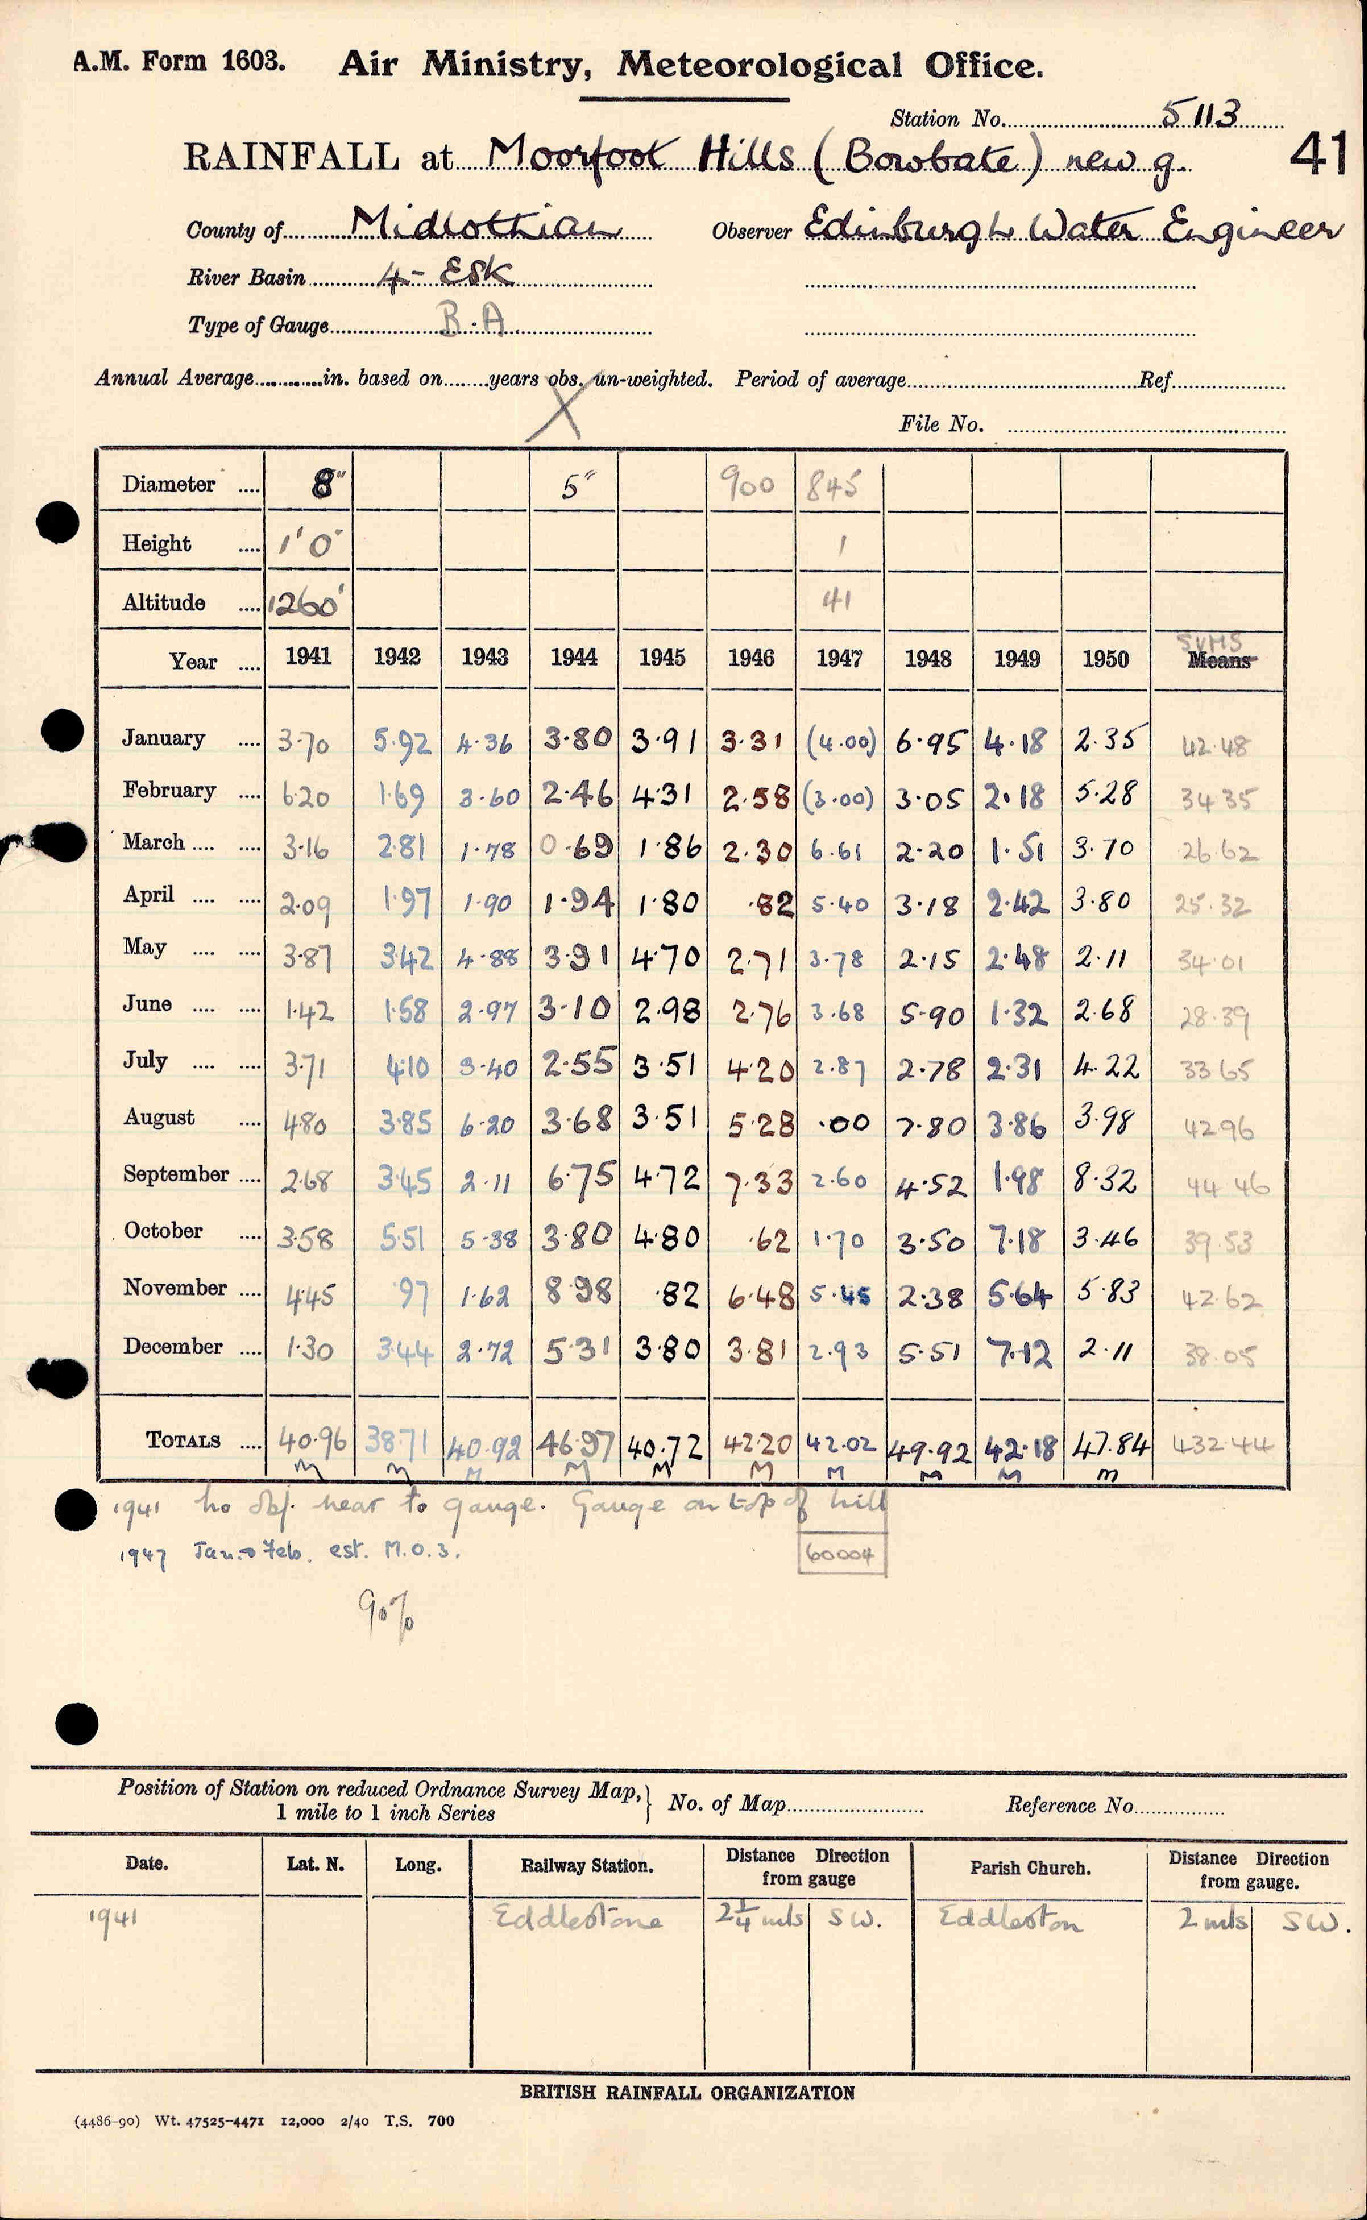 A.M. Form 1603. Air Ministry, Meteorological Office.
Station No. 5113
RAINFALL at Moorfoot Hills (Bowbate) new g. 41
County of Midlothian Observer Edinburgh Water Engineer
River Basin 4- Esk
Type of Gauge B.A
Annual Average in. based on years obs. un-weighted. Period of average Ref
X
File No.
Diameter 8" 5" 900 845
Height 1'0" 1
Altitude 1260' 41
SUMS
Year 1941 1942 1943 1944 1945 1946 1947 1948 1949 1950 Means
January 3.70 5.92 4.36 3.80 3.91 3.31 (4.00) 6.95 4.18 2.35 42.48
February 6.20 1.69 3.60 2.46 4.31 2.58 (3.00) 3.05 2.18 5.28 34.35
March 3.16 2.81 1.78 0.69 1.86 2.30 6.61 2.20 1.51 3.70 26.62
April 2.09 1.97 1.90 1.94 1.80 .82 5.40 3.18 2.42 3.80 25.32
May 3.87 3.42 4.88 3.91 4.70 2.71 3.78 2.15 2.48 2.11 34.01
June 1.42 1.58 2.97 3.10 2.98 2.76 3.68 5.90 1.32 2.68 28.39
July 3.71 4.10 3.40 2.55 3.51 4.20 2.87 2.78 2.31 4.22 33.65
August 4.80 3.85 6.20 3.68 3.51 5.28 .00 7.80 3.86 3.98 42.96
September 2.68 3.45 2.11 6.75 4.72 7.33 2.60 4.52 1.98 8.32 44.46
October 3.58 5.51 5.38 3.80 4.80 .62 1.70 3.50 7.18 3.46 39.53
November 4.45 .97 1.62 8.98 .82 6.48 5.45 2.38 5.64 5.83 42.62
December 1.30 3.44 2.72 5.31 3.80 3.81 2.93 5.51 7.12 2.11 38.05
TOTALS 40.96 38.71 40.92 46.97 40.72 42.20 42.02 49.92 42.18 47.84 432.44
M M M M M M M M M M
1941 no obj. near to gauge. Gauge on top of hill
1947 Jan. Feb. est. M.O.3. 60004
90%
Position of Station on reduced Ordnance Survey Map,
1 mile to 1 inch Series } No. of Map Reference No.
Date. Lat. N. Long. Railway Station. Distance Direction from gauge Parish Church. Distance Direction from gauge.
1941 Eddlestone 2¼ mls SW. Eddleston 2 mls SW.
BRITISH RAINFALL ORGANIZATION
(4486-90) Wt. 47525-4471 12,000 2/40 T.S. 700